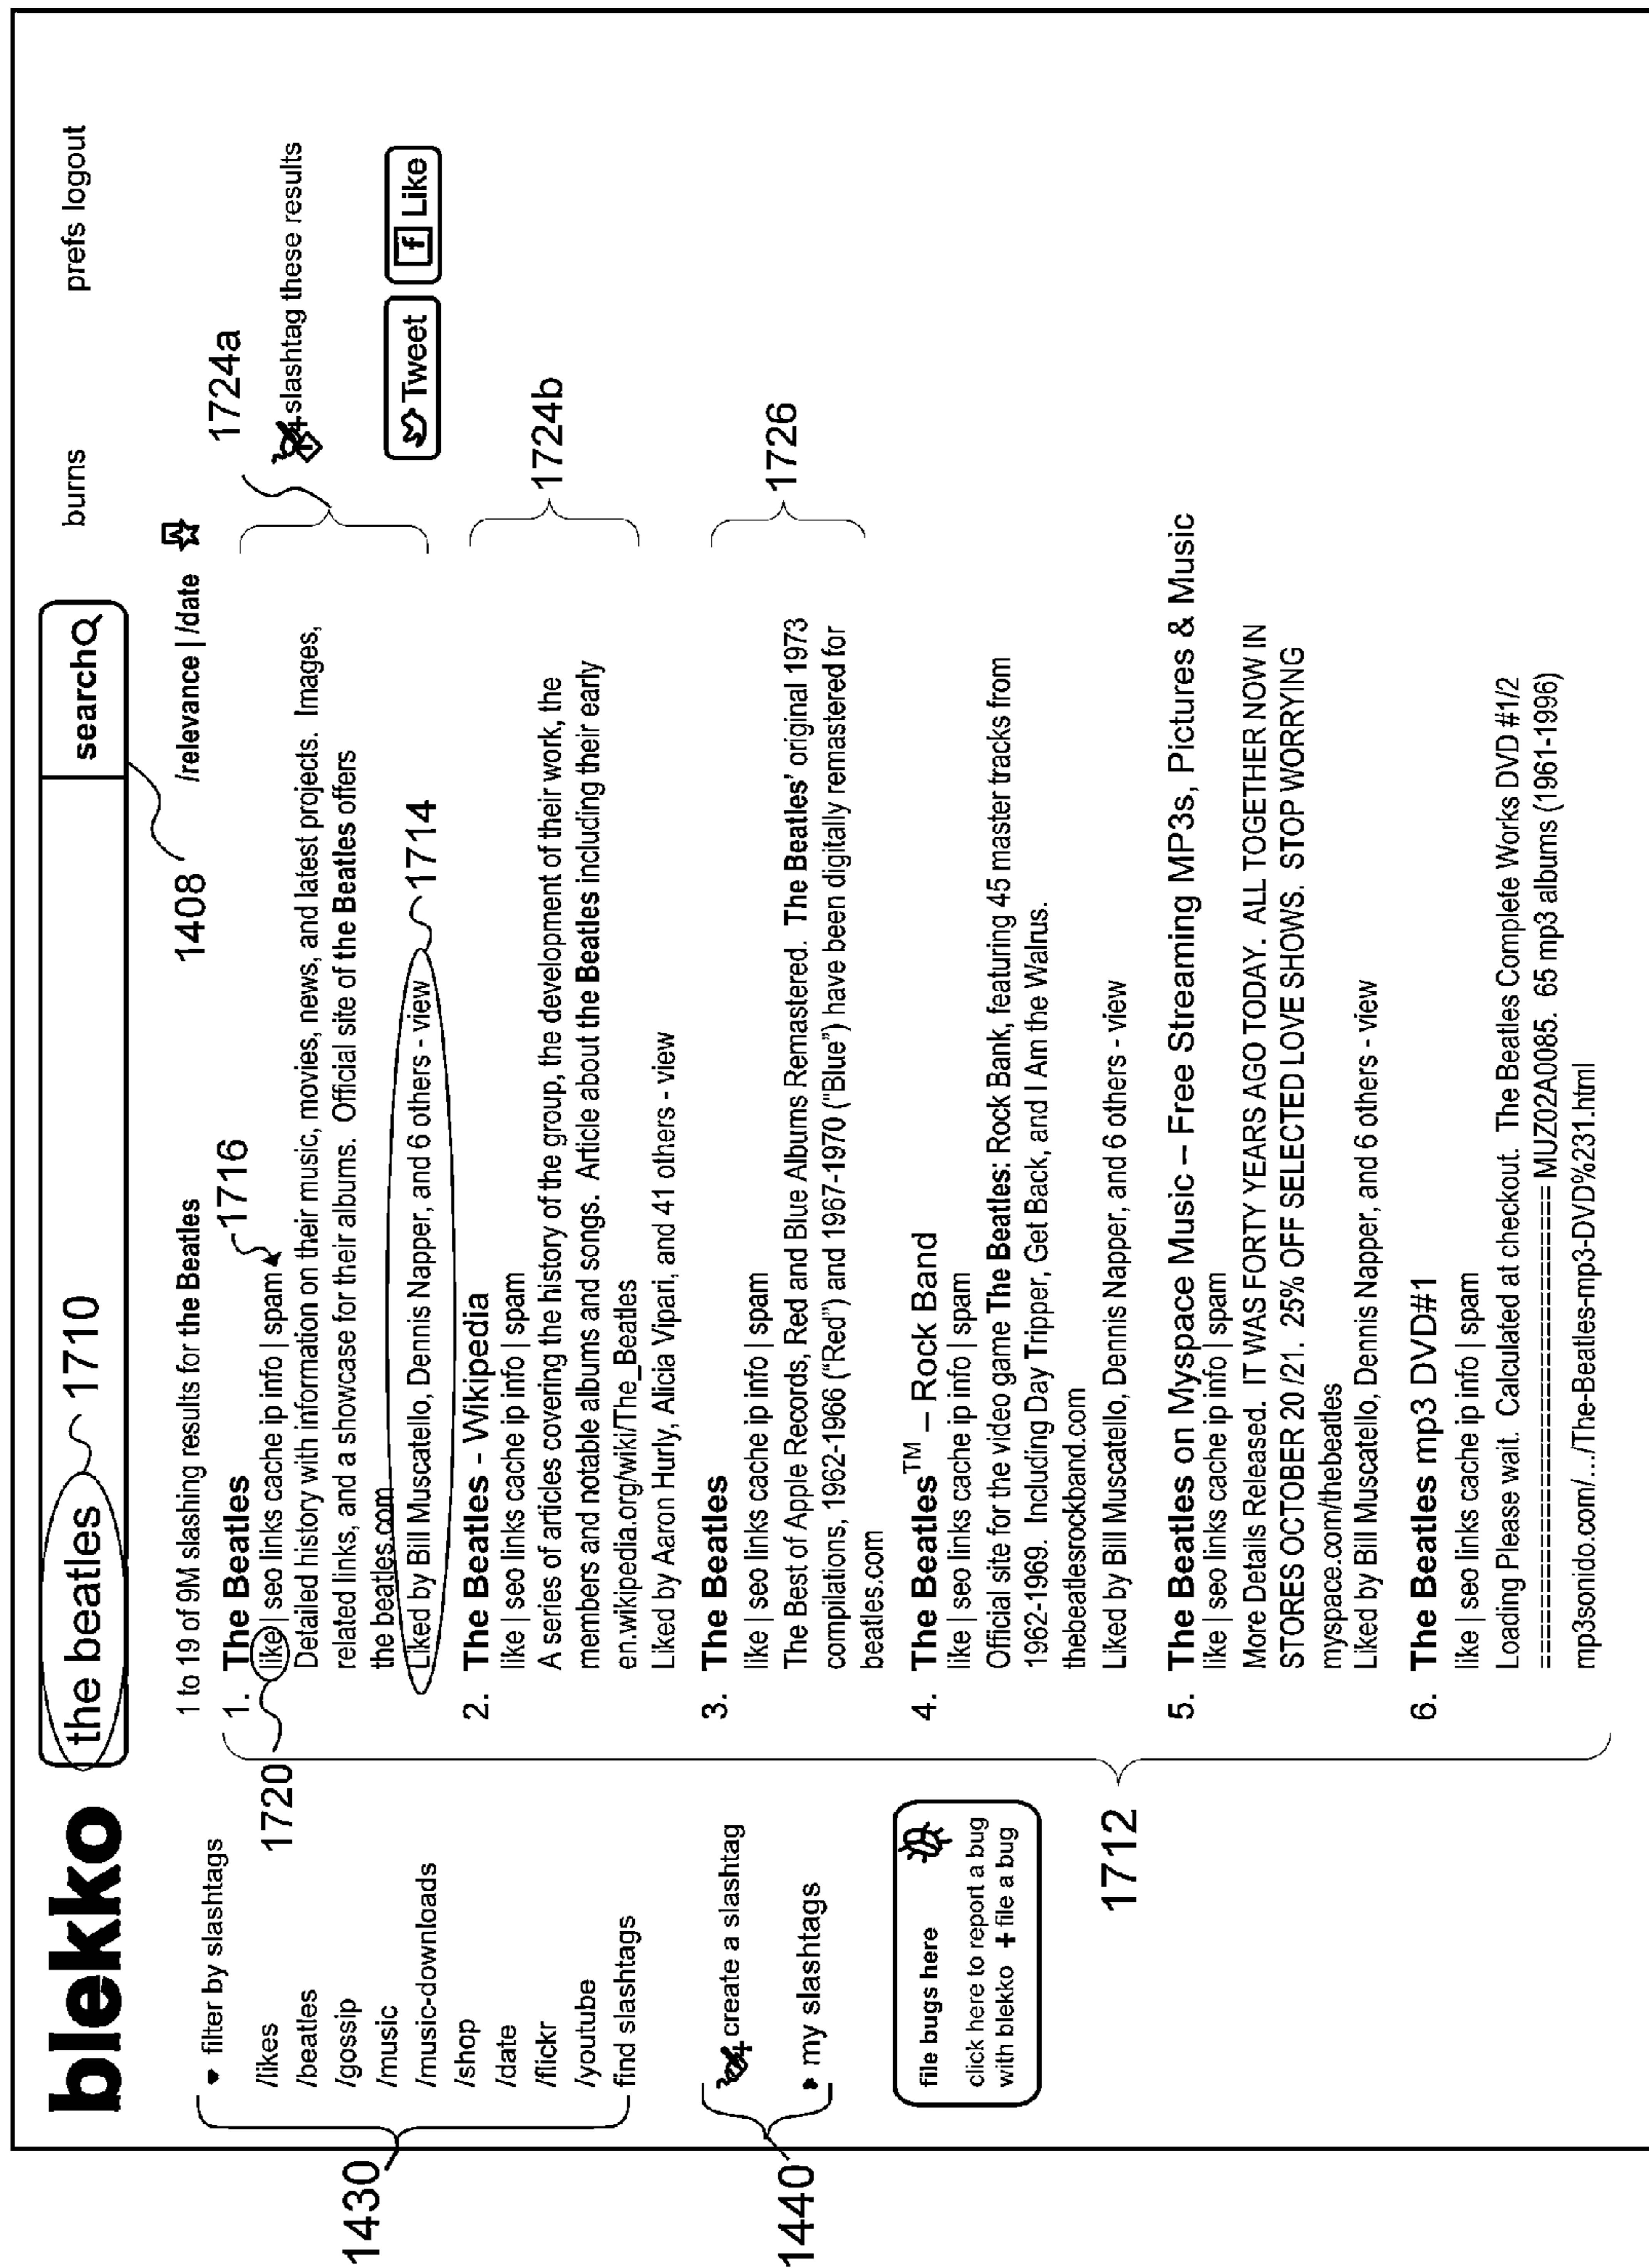 blekko
the beatles
1710
search
burns
prefs logout
1408
/relevance | /date
1430
filter by slashtags
/likes
/beatles
/gossip
/music
/music-downloads
/shop
/date
/flickr
/youtube
find slashtags
1440
create a slashtag
my slashtags
file bugs here
click here to report a bug
with blekko + file a bug
1712
1720
1 to 19 of 9M slashing results for the Beatles
1716
1. The Beatles
like | seo links cache ip info | spam
Detailed history with information on their music, movies, news, and latest projects. Images,
related links, and a showcase for their albums. Official site of the Beatles offers
the beatles.com
Liked by Bill Muscatello, Dennis Napper, and 6 others - view
1714
2. The Beatles - Wikipedia
like | seo links cache ip info | spam
A series of articles covering the history of the group, the development of their work, the
members and notable albums and songs. Article about the Beatles including their early
en.wikipedia.org/wiki/The_Beatles
Liked by Aaron Hurly, Alicia Vipari, and 41 others - view
3. The Beatles
like | seo links cache ip info | spam
The Best of Apple Records, Red and Blue Albums Remastered. The Beatles' original 1973
compilations, 1962-1966 ("Red") and 1967-1970 ("Blue") have been digitally remastered for
beatles.com
4. The Beatles™ – Rock Band
like | seo links cache ip info | spam
Official site for the video game The Beatles: Rock Bank, featuring 45 master tracks from
1962-1969. Including Day Tripper, Get Back, and I Am the Walrus.
thebeatlesrockband.com
Liked by Bill Muscatello, Dennis Napper, and 6 others - view
5. The Beatles on Myspace Music – Free Streaming MP3s, Pictures & Music
like | seo links cache ip info | spam
More Details Released. IT WAS FORTY YEARS AGO TODAY. ALL TOGETHER NOW IN
STORES OCTOBER 20 /21. 25% OFF SELECTED LOVE SHOWS. STOP WORRYING
myspace.com/thebeatles
Liked by Bill Muscatello, Dennis Napper, and 6 others - view
6. The Beatles mp3 DVD#1
like | seo links cache ip info | spam
Loading Please wait. Calculated at checkout. The Beatles Complete Works DVD #1/2
================================ MUZ02A0085. 65 mp3 albums (1961-1996)
mp3sonido.com/.../The-Beatles-mp3-DVD%231.html
1724a
slashtag these results
Tweet
f Like
1724b
1726